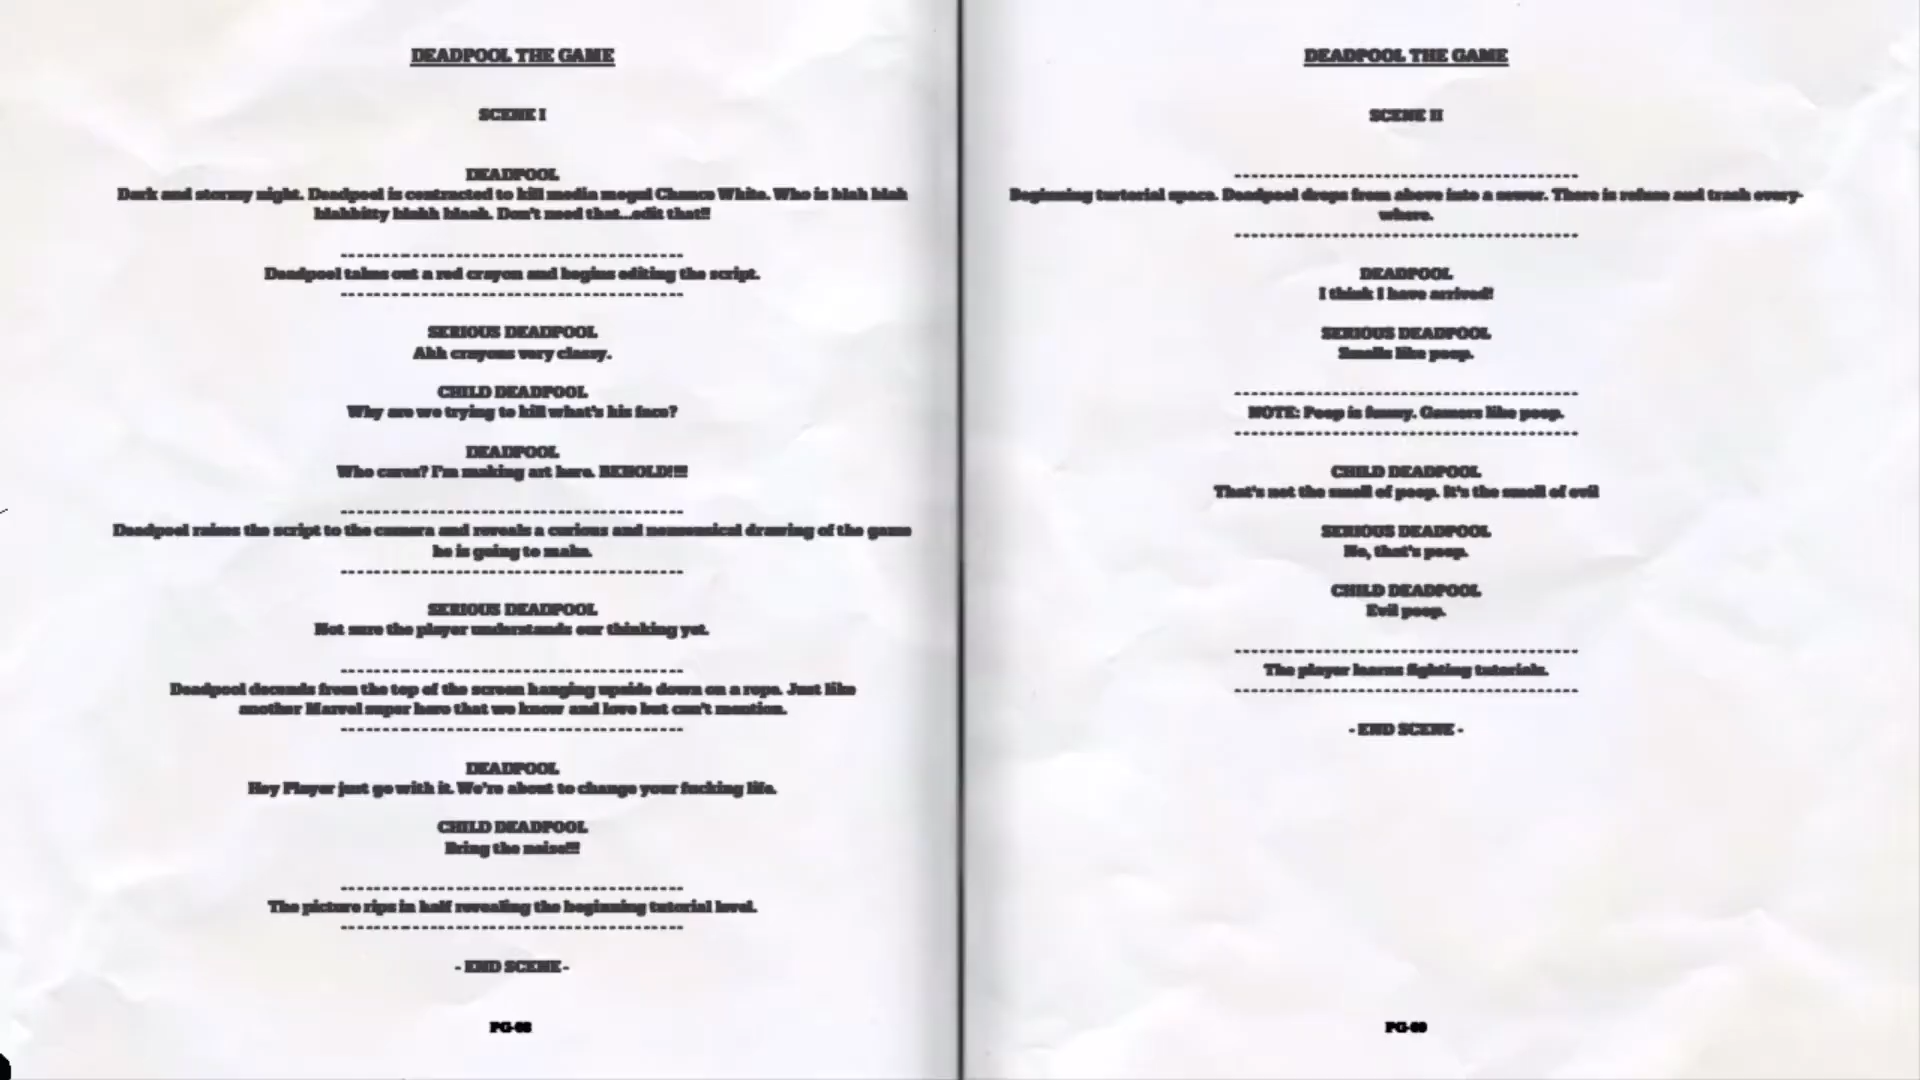 DEADPOOL THE GAME
SCENE I
DEADPOOL
Dark and stormy night. Deadpool is contracted to kill media mogul Chance White. Who is blah blah
blahbitty blahh blaah. Don't need that...edit that!!
----------------------------------------
Deadpool takes out a red crayon and begins editing the script.
----------------------------------------
SERIOUS DEADPOOL
Ahh crayons very classy.
CHILD DEADPOOL
Why are we trying to kill what's his face?
DEADPOOL
Who cares? I'm making art here. BEHOLD!!!!
----------------------------------------
Deadpool raises the script to the camera and reveals a curious and nonsensical drawing of the game
he is going to make.
----------------------------------------
SERIOUS DEADPOOL
Not sure the player understands our thinking yet.
----------------------------------------
Deadpool decends from the top of the screen hanging upside down on a rope. Just like
another Marvel super hero that we know and love but can't mention.
----------------------------------------
DEADPOOL
Hey Player just go with it. We're about to change your fucking life.
CHILD DEADPOOL
Bring the noise!!!
----------------------------------------
The picture rips in half revealing the beginning tutorial level.
----------------------------------------
- END SCENE -
PG-08
DEADPOOL THE GAME
SCENE II
----------------------------------------
Beginning turtorial space. Deadpool drops from above into a sewer. There is refuse and trash every-
where.
----------------------------------------
DEADPOOL
I think I have arrived!
SERIOUS DEADPOOL
Smells like poop.
----------------------------------------
NOTE: Poop is funny. Gamers like poop.
----------------------------------------
CHILD DEADPOOL
That's not the smell of poop. It's the smell of evil
SERIOUS DEADPOOL
No, that's poop.
CHILD DEADPOOL
Evil poop.
----------------------------------------
The player learns fighting tutorials.
----------------------------------------
- END SCENE -
PG-09